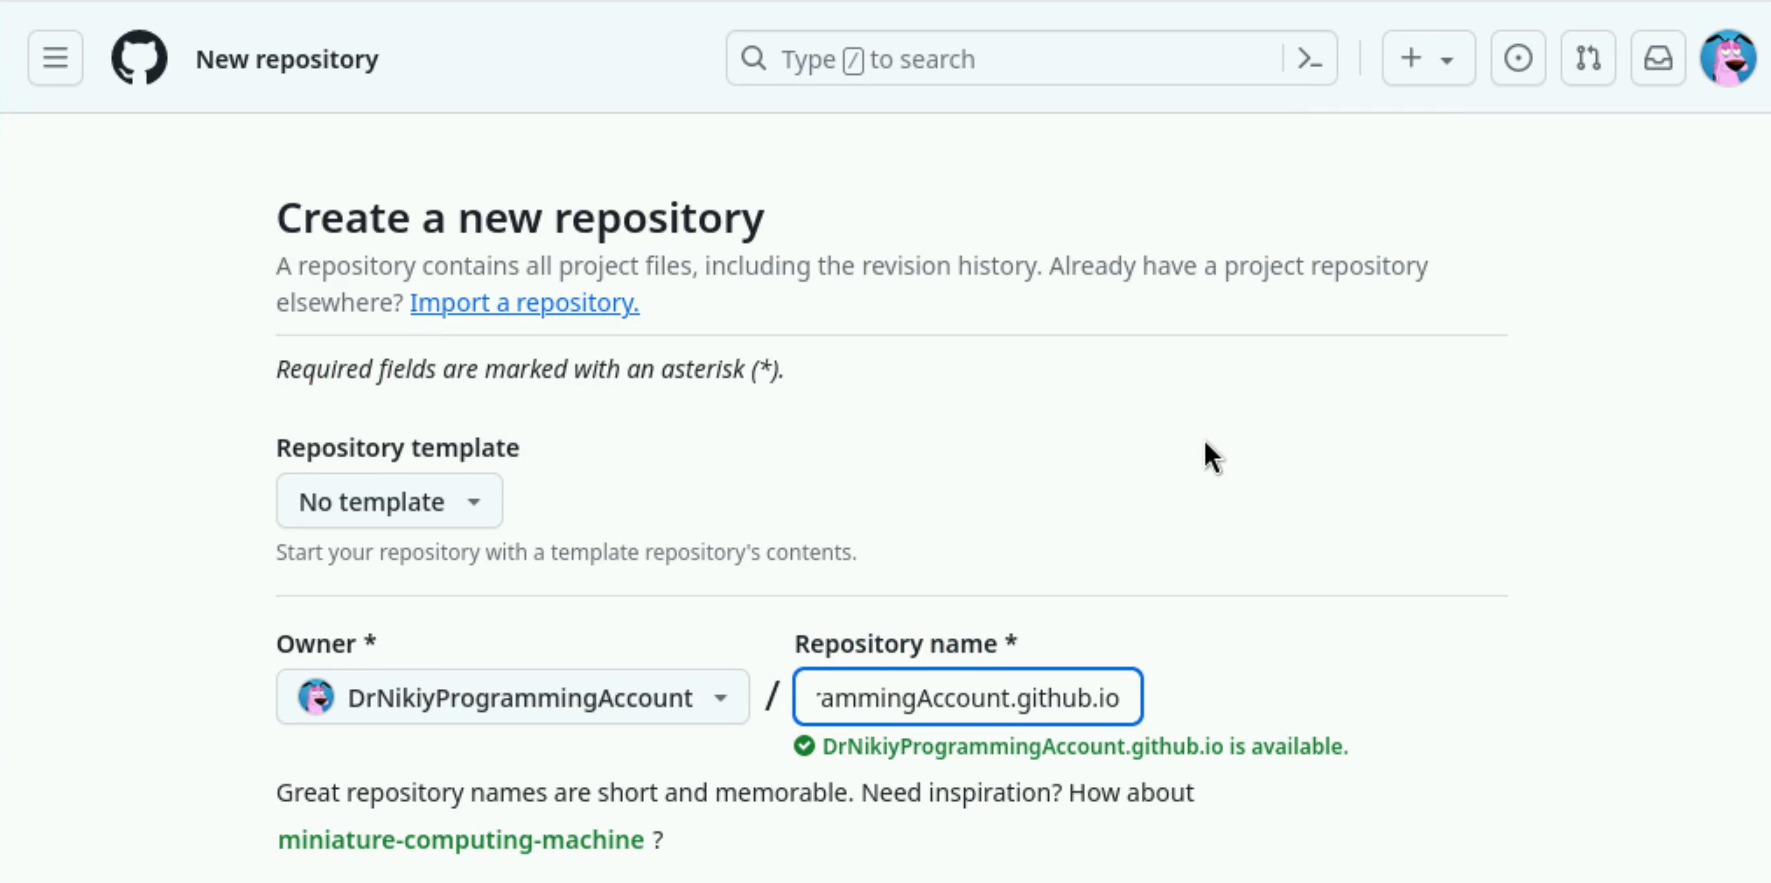 New repository
Type / to search
Create a new repository
A repository contains all project files, including the revision history. Already have a project repository
elsewhere? Import a repository.
Required fields are marked with an asterisk (*).
Repository template
No template
Start your repository with a template repository's contents.
Owner *
Repository name *
DrNikiyProgrammingAccount / rammingAccount.github.io
DrNikiyProgrammingAccount.github.io is available.
Great repository names are short and memorable. Need inspiration? How about
miniature-computing-machine ?